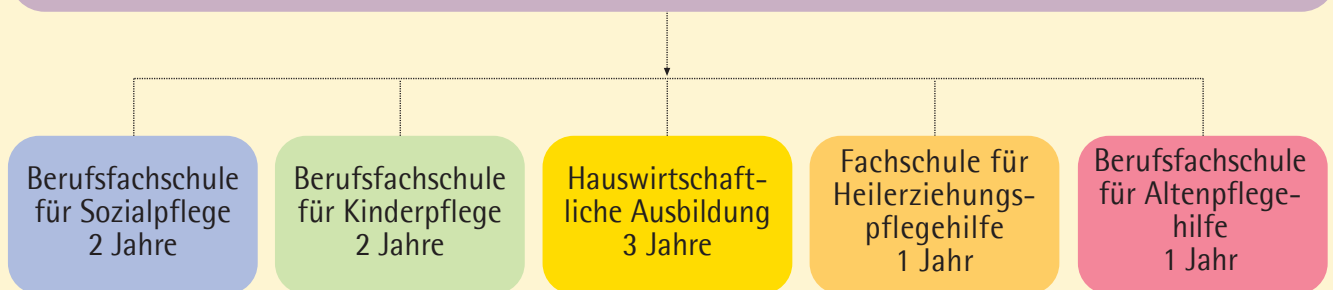 Berufsfachschule
für Sozialpflege
2 Jahre
Berufsfachschule
für Kinderpflege
2 Jahre
Hauswirtschaft-
liche Ausbildung
3 Jahre
Fachschule für
Heilerziehungs-
pflegehilfe
1 Jahr
Berufsfachschule
für Altenpflege-
hilfe
1 Jahr